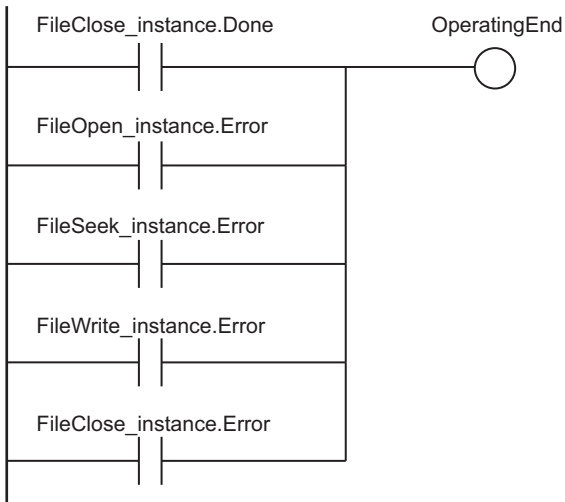 FileClose_instance.Done OperatingEnd
FileOpen_instance.Error
FileSeek_instance.Error
FileWrite_instance.Error
FileClose_instance.Error